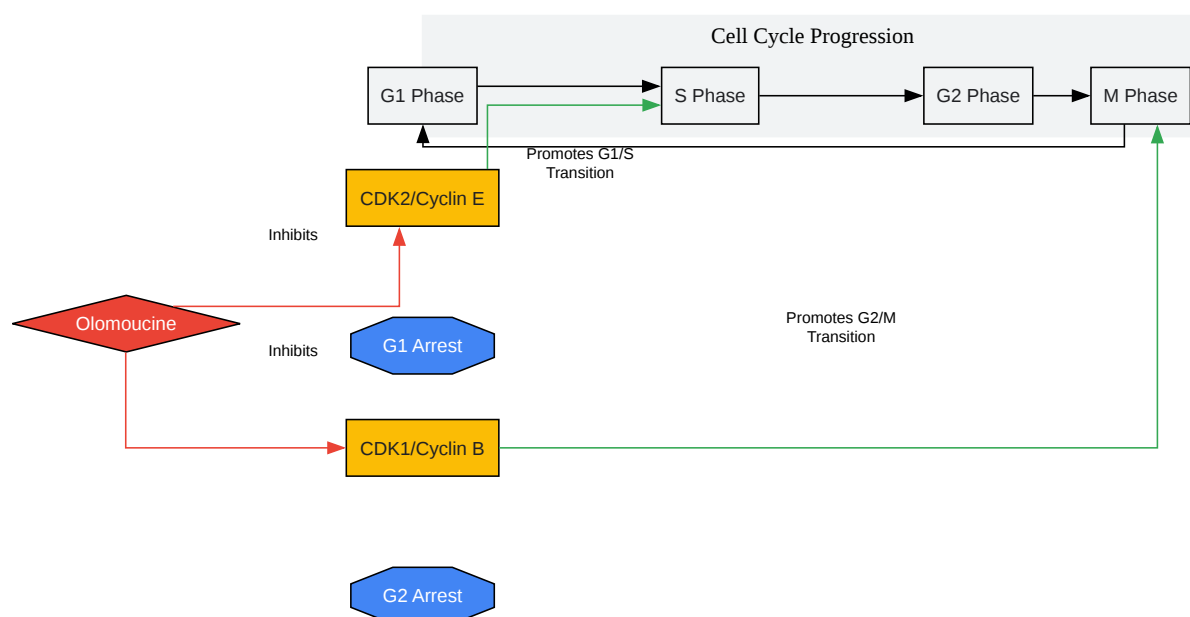 Cell Cycle Progression
G1 Phase
S Phase
G2 Phase
M Phase
Promotes G1/S
Transition
CDK2/Cyclin E
Inhibits
Olomoucine
Promotes G2/M
Transition
Inhibits
G1 Arrest
CDK1/Cyclin B
G2 Arrest